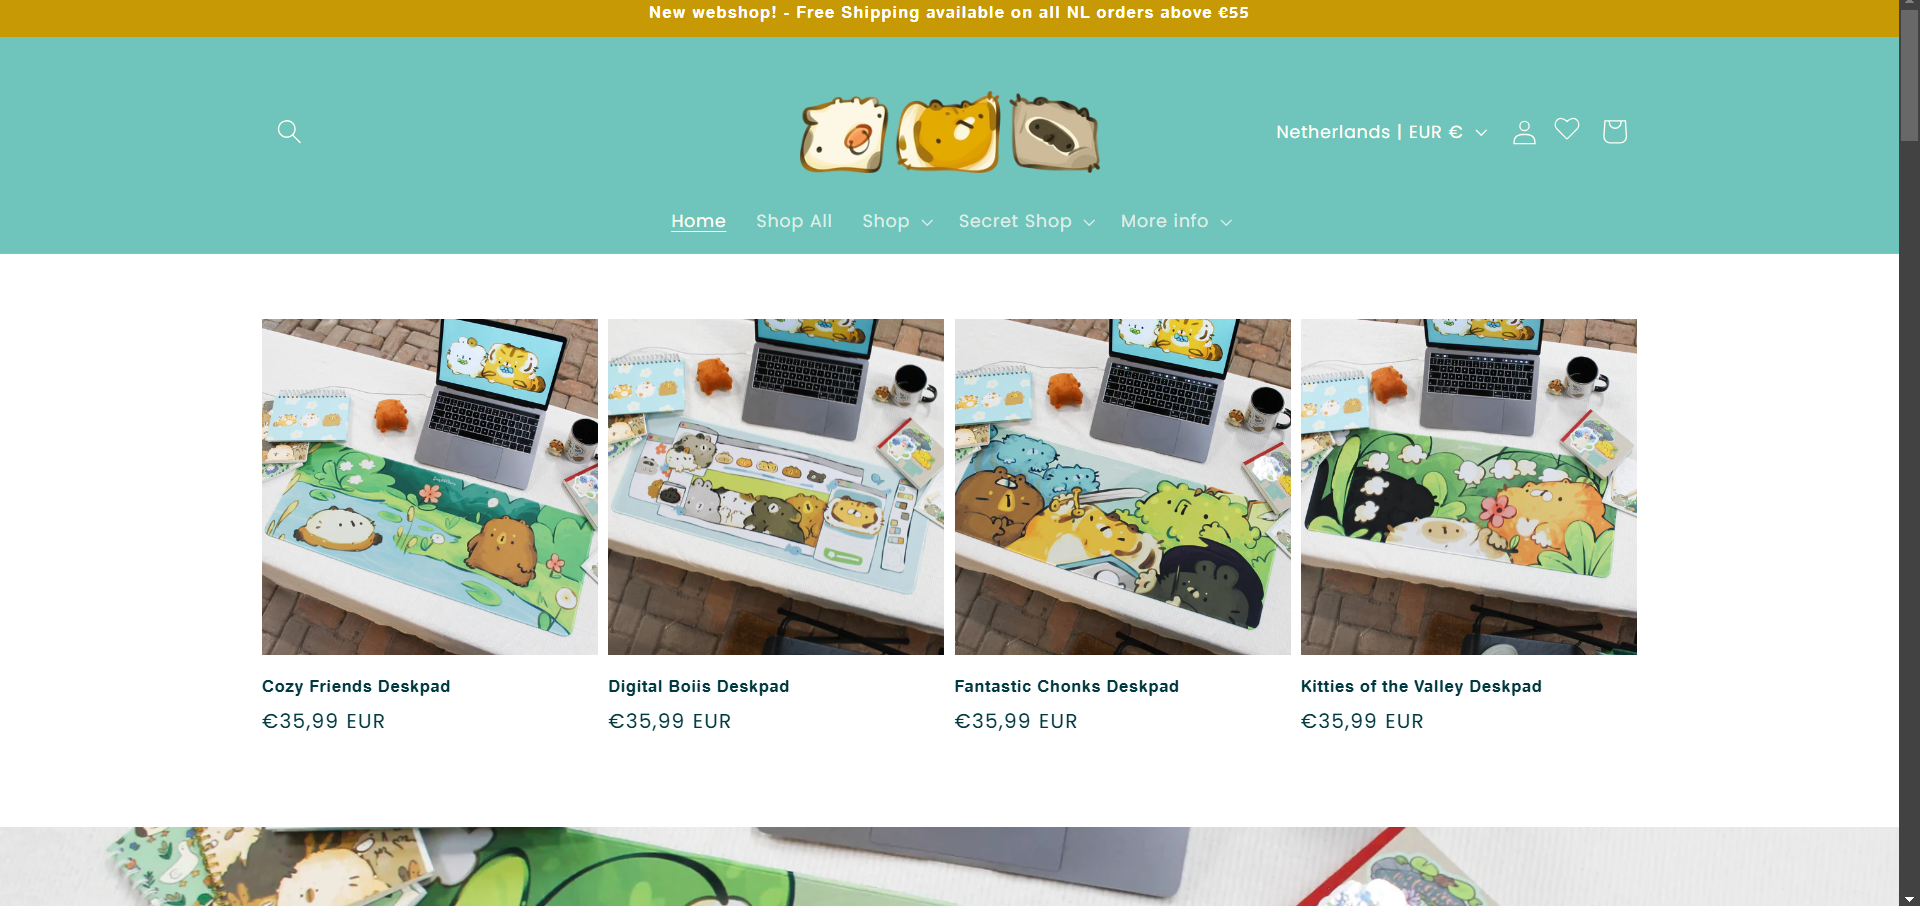 New webshop! - Free Shipping available on all NL orders above €55
Netherlands | EUR €
Home Shop All Shop Secret Shop More info
Cozy Friends Deskpad Digital Boiis Deskpad Fantastic Chonks Deskpad Kitties of the Valley Deskpad
€35,99 EUR €35,99 EUR €35,99 EUR €35,99 EUR